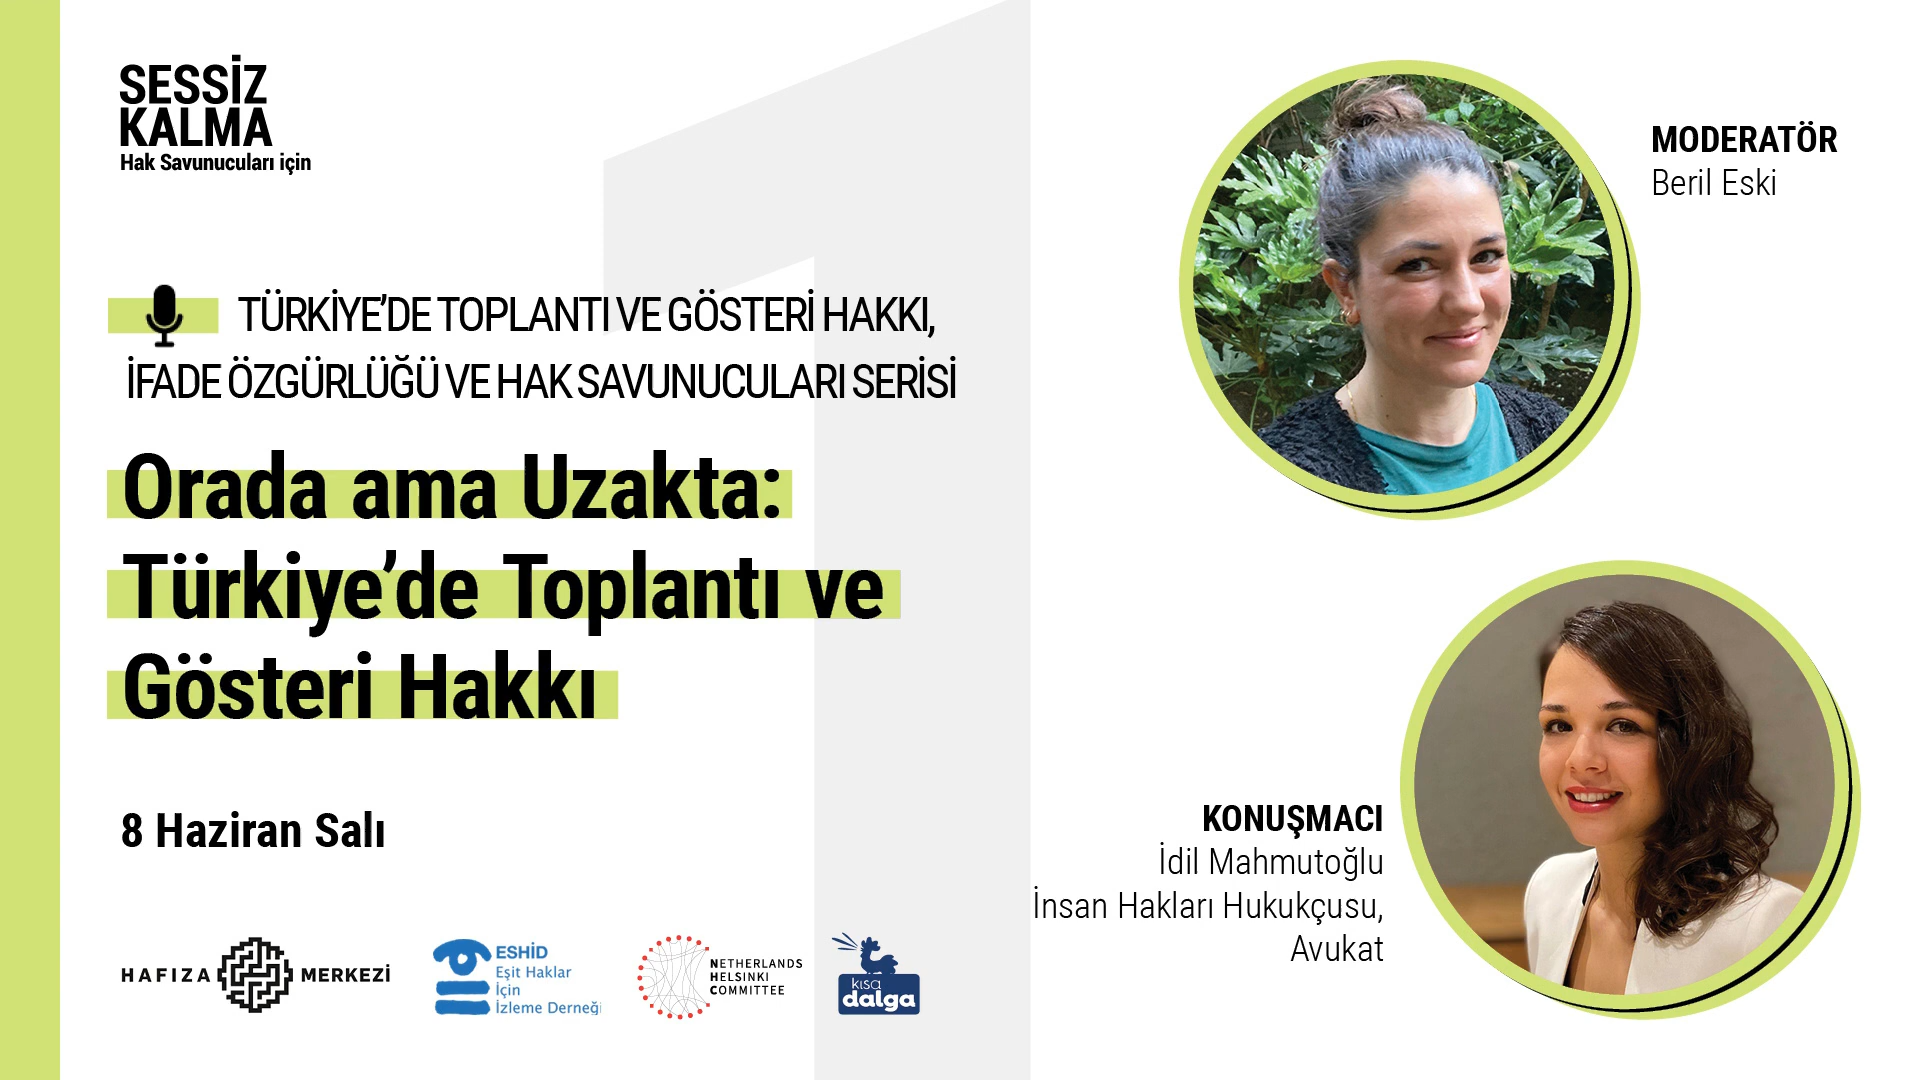 SESSİZ
KALMA
Hak Savunucuları için
TÜRKİYE’DE TOPLANTI VE GÖSTERİ HAKKI,
İFADE ÖZGÜRLÜĞÜ VE HAK SAVUNUCULARI SERİSİ
Orada ama Uzakta:
Türkiye’de Toplantı ve
Gösteri Hakkı
8 Haziran Salı
HAFIZA MERKEZİ
ESHİD
Eşit Haklar
İçin
İzleme Derneği
NETHERLANDS
HELSINKI
COMMITTEE
kısa
dalga
MODERATÖR
Beril Eski
KONUŞMACI
İdil Mahmutoğlu
İnsan Hakları Hukukçusu,
Avukat
1